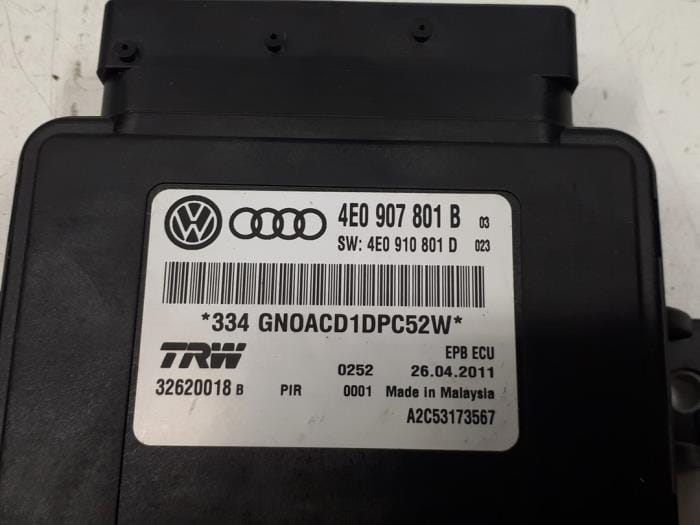 4E0 907 801 B 03
SW: 4E0 910 801 D 023
*334 GN0ACD1DPC52W*
TRW EPB ECU
0252 26.04.2011
32620018 B PIR 0001 Made in Malaysia
A2C53173567